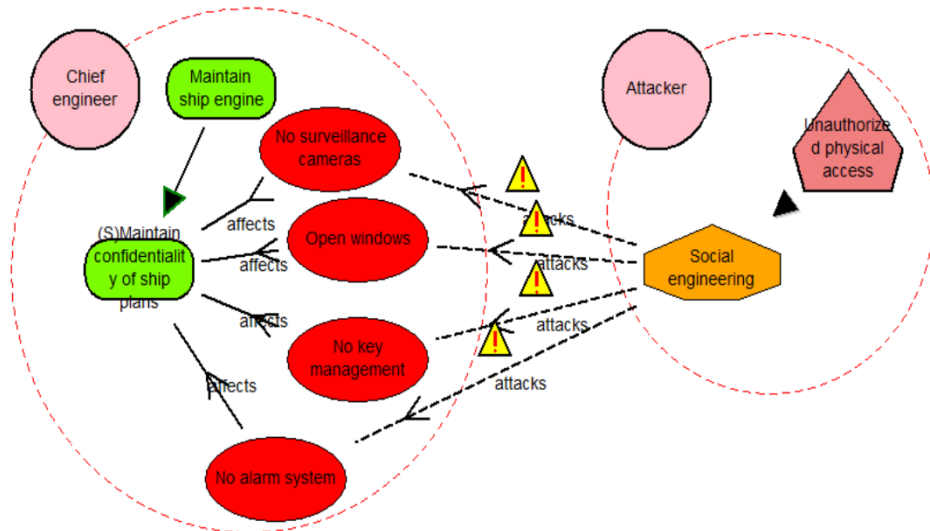 Chief
engineer
Maintain
ship engine
No surveillance
cameras
Attacker
Unauthorize
d physical
access
affects
attacks
(S)Maintain
confidentialit
y of ship
plans
Open windows
affects
attacks
Social
engineering
affects
No key
management
attacks
affects
attacks
No alarm system